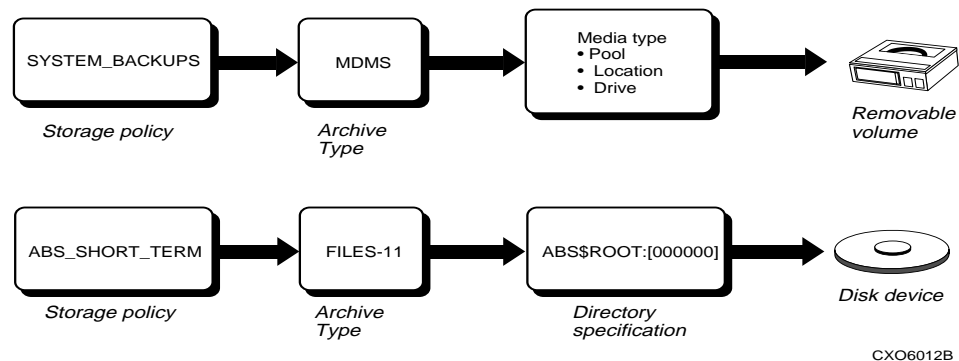 SYSTEM_BACKUPS
Storage policy
MDMS
Archive
Type
Media type
• Pool
• Location
• Drive
Removable
volume
ABS_SHORT_TERM
Storage policy
FILES-11
Archive
Type
ABS$ROOT:[000000]
Directory
specification
Disk device
CXO6012B